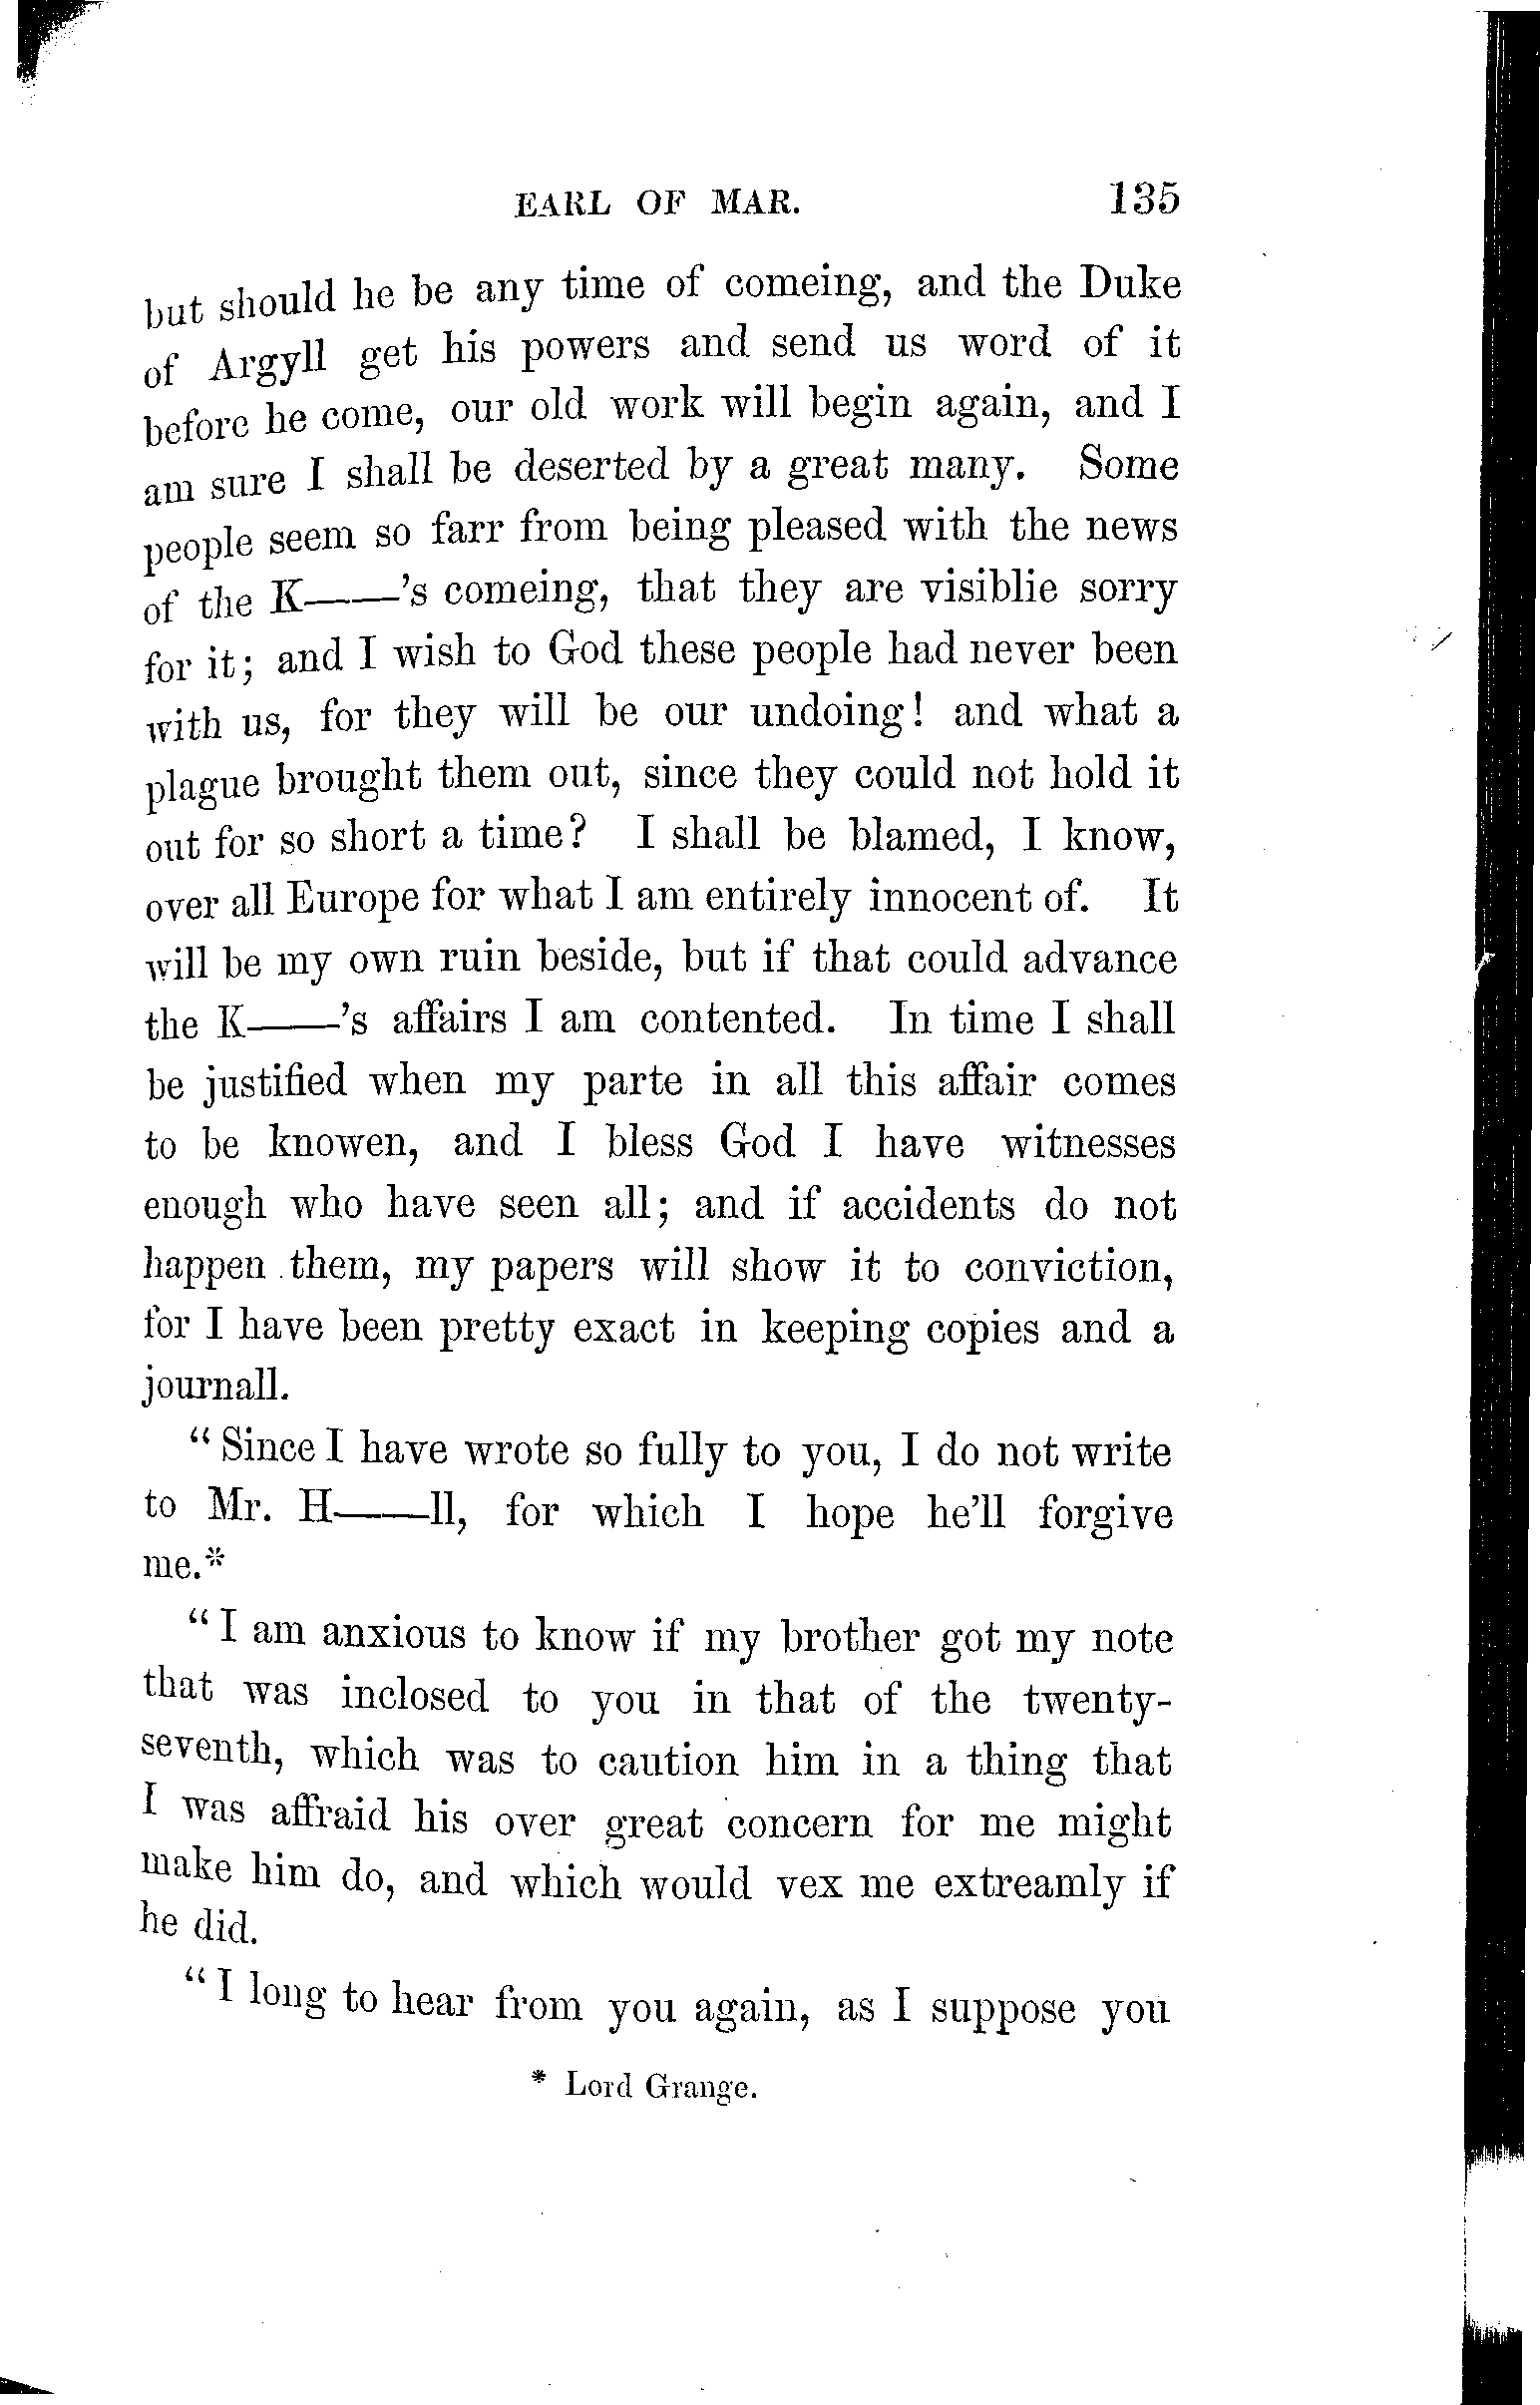 EARL OF MAR. 135
but should he be any time of comeing, and the Duke
of Argyll get his powers and send us word of it
before he come, our old work will begin again, and I
am sure I shall be deserted by a great many. Some
people seem so farr from being pleased with the news
of the K——'s comeing, that they are visiblie sorry
for it; and I wish to God these people had never been
with us, for they will be our undoing! and what a
plague brought them out, since they could not hold it
out for so short a time? I shall be blamed, I know,
over all Europe for what I am entirely innocent of. It
will be my own ruin beside, but if that could advance
the K——'s affairs I am contented. In time I shall
be justified when my parte in all this affair comes
to be knowen, and I bless God I have witnesses
enough who have seen all; and if accidents do not
happen them, my papers will show it to conviction,
for I have been pretty exact in keeping copies and a
journall.
"Since I have wrote so fully to you, I do not write
to Mr. H——ll, for which I hope he'll forgive
me.*
"I am anxious to know if my brother got my note
that was inclosed to you in that of the twenty-
seventh, which was to caution him in a thing that
I was affraid his over great concern for me might
make him do, and which would vex me extreamly if
he did.
"I long to hear from you again, as I suppose you
* Lord Grange.